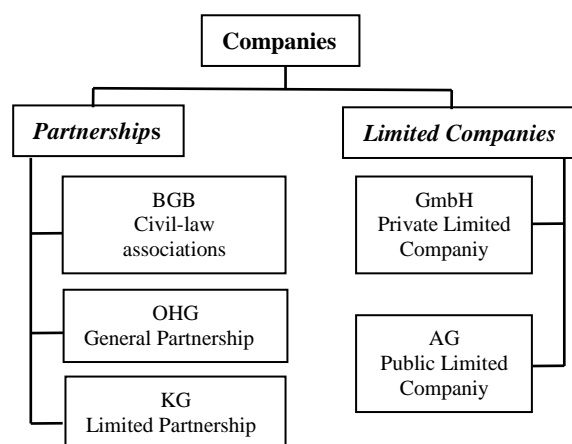 Companies
Partnerships
Limited Companies
BGB
Civil-law
associations
OHG
General Partnership
KG
Limited Partnership
GmbH
Private Limited
Companiy
AG
Public Limited
Companiy